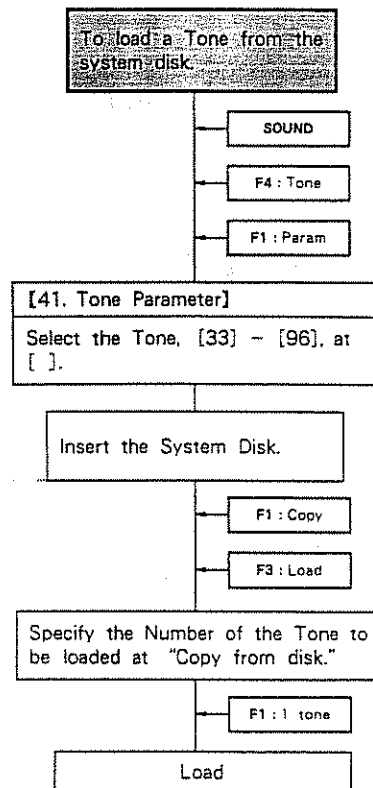 To load a Tone from the
system disk.
SOUND
F4 : Tone
F1 : Param
【41. Tone Parameter】
Select the Tone, [33] – [96], at
[ ].
Insert the System Disk.
F1 : Copy
F3 : Load
Specify the Number of the Tone to
be loaded at "Copy from disk."
F1 : 1 tone
Load